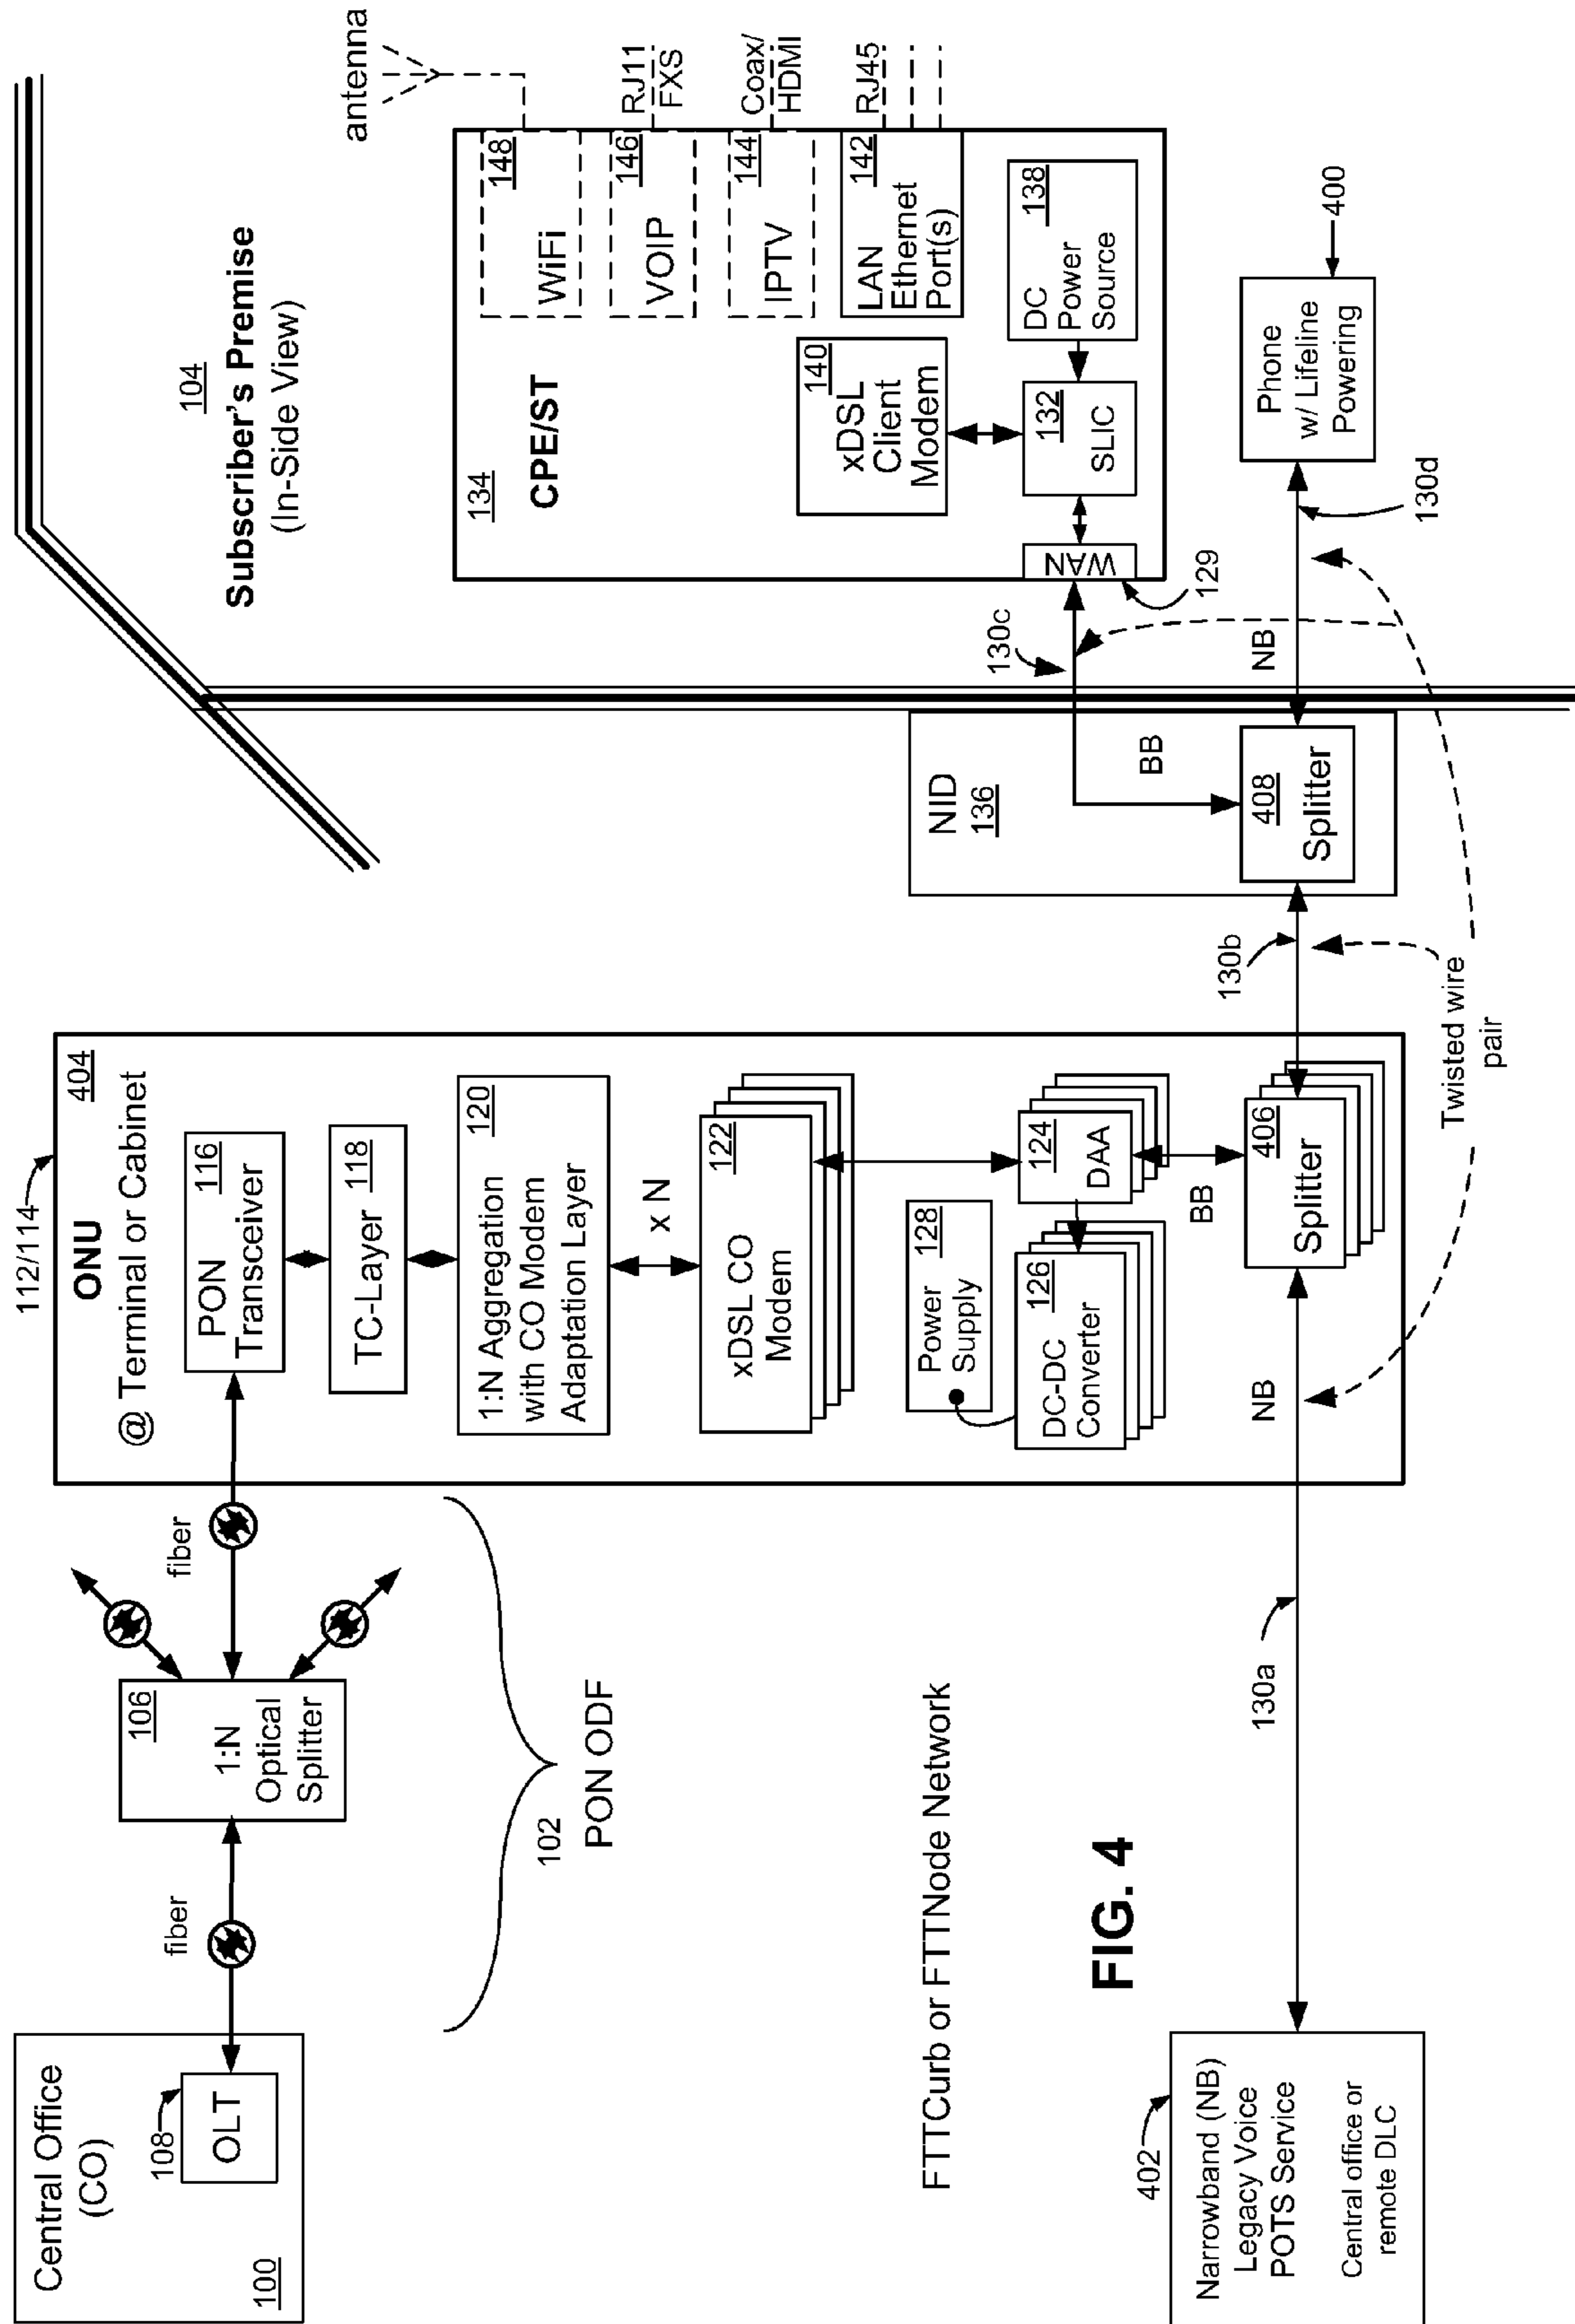 Central Office
(CO)
108
OLT
100
fiber
106
1:N
Optical
Splitter
fiber
102
PON ODF
112/114
ONU
404
@ Terminal or Cabinet
PON
116
Transceiver
TC-Layer
118
120
1:N Aggregation
with CO Modem
Adaptation Layer
x N
122
xDSL CO
Modem
Power
128
Supply
124
DAA
126
DC-DC
Converter
BB
406
Splitter
NB
104
Subscriber's Premise
(In-Side View)
antenna
134
CPE/ST
148
WiFi
146
VOIP
144
IPTV
142
LAN
Ethernet
Port(s)
RJ11
FXS
Coax/
HDMI
RJ45
140
xDSL
Client
Modem
132
SLIC
DC
138
Power
Source
WAN
129
130c
NID
136
BB
408
Splitter
NB
130b
130d
Phone
w/ Lifeline
Powering
400
Twisted wire
pair
130a
FTTCurb or FTTNode Network
FIG. 4
402
Narrowband (NB)
Legacy Voice
POTS Service
Central office or
remote DLC